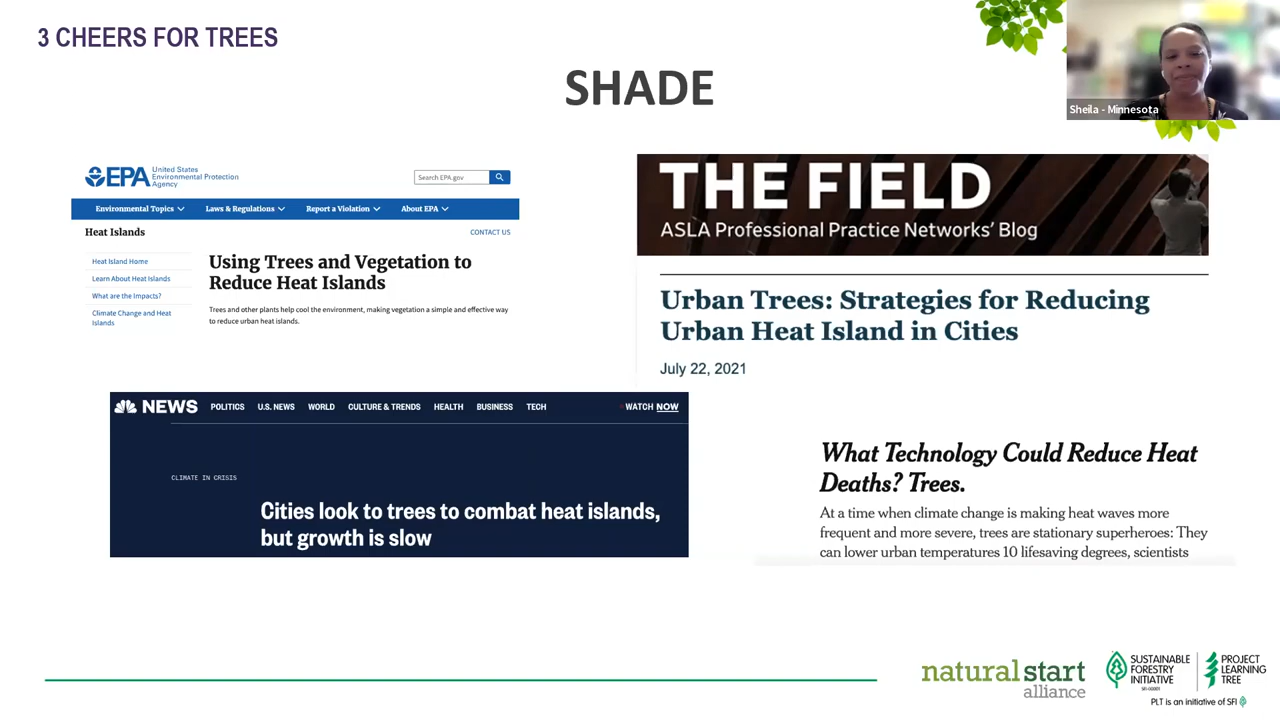 3 CHEERS FOR TREES
SHADE
Sheila - Minnesota
EPA
United States
Environmental Protection
Agency
Search EPA.gov
Environmental Topics
Laws & Regulations
Report a Violation
About EPA
Heat Islands
CONTACT US
Heat Island Home
Learn About Heat Islands
What are the Impacts?
Climate Change and Heat
Islands
Using Trees and Vegetation to
Reduce Heat Islands
Trees and other plants help cool the environment, making vegetation a simple and effective way
to reduce urban heat islands.
THE FIELD
ASLA Professional Practice Networks' Blog
Urban Trees: Strategies for Reducing
Urban Heat Island in Cities
July 22, 2021
NEWS
POLITICS
U.S. NEWS
WORLD
CULTURE & TRENDS
HEALTH
BUSINESS
TECH
WATCH NOW
CLIMATE IN CRISIS
Cities look to trees to combat heat islands,
but growth is slow
What Technology Could Reduce Heat
Deaths? Trees.
At a time when climate change is making heat waves more
frequent and more severe, trees are stationary superheroes: They
can lower urban temperatures 10 lifesaving degrees, scientists
natural start
alliance
SUSTAINABLE
FORESTRY
INITIATIVE
SFI-00001
PROJECT
LEARNING
TREE
PLT is an initiative of SFI